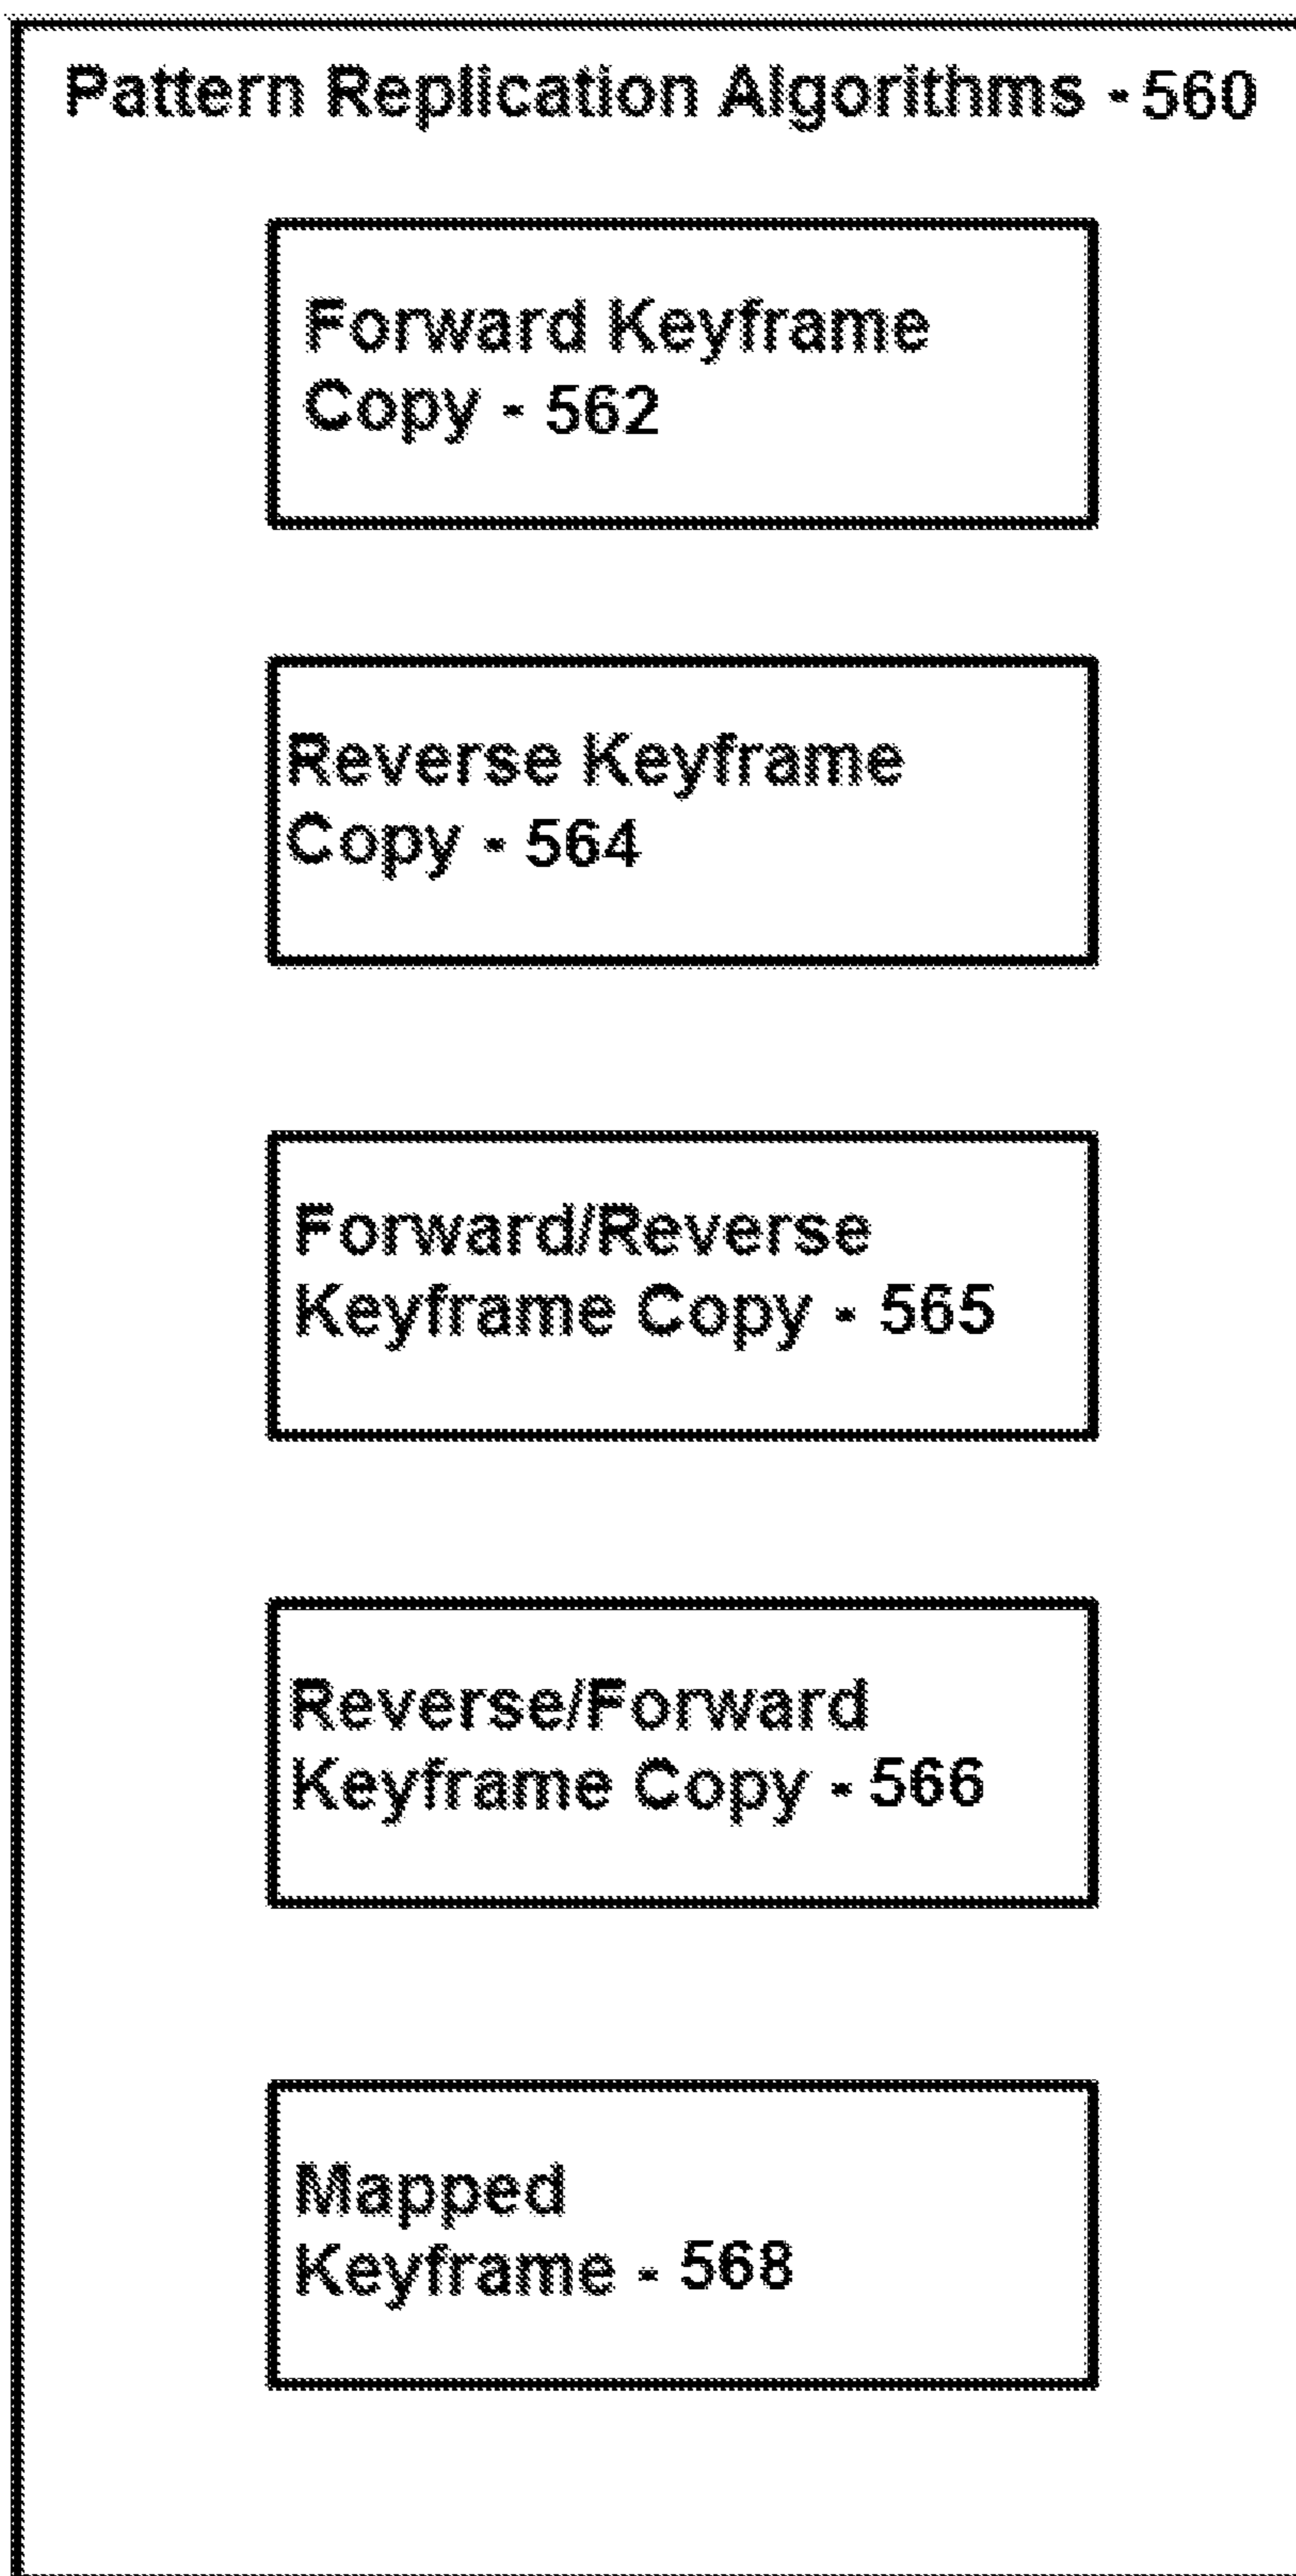 Pattern Replication Algorithms - 560
Forward Keyframe
Copy - 562
Reverse Keyframe
Copy - 564
Forward/Reverse
Keyframe Copy - 565
Reverse/Forward
Keyframe Copy - 566
Mapped
Keyframe - 568